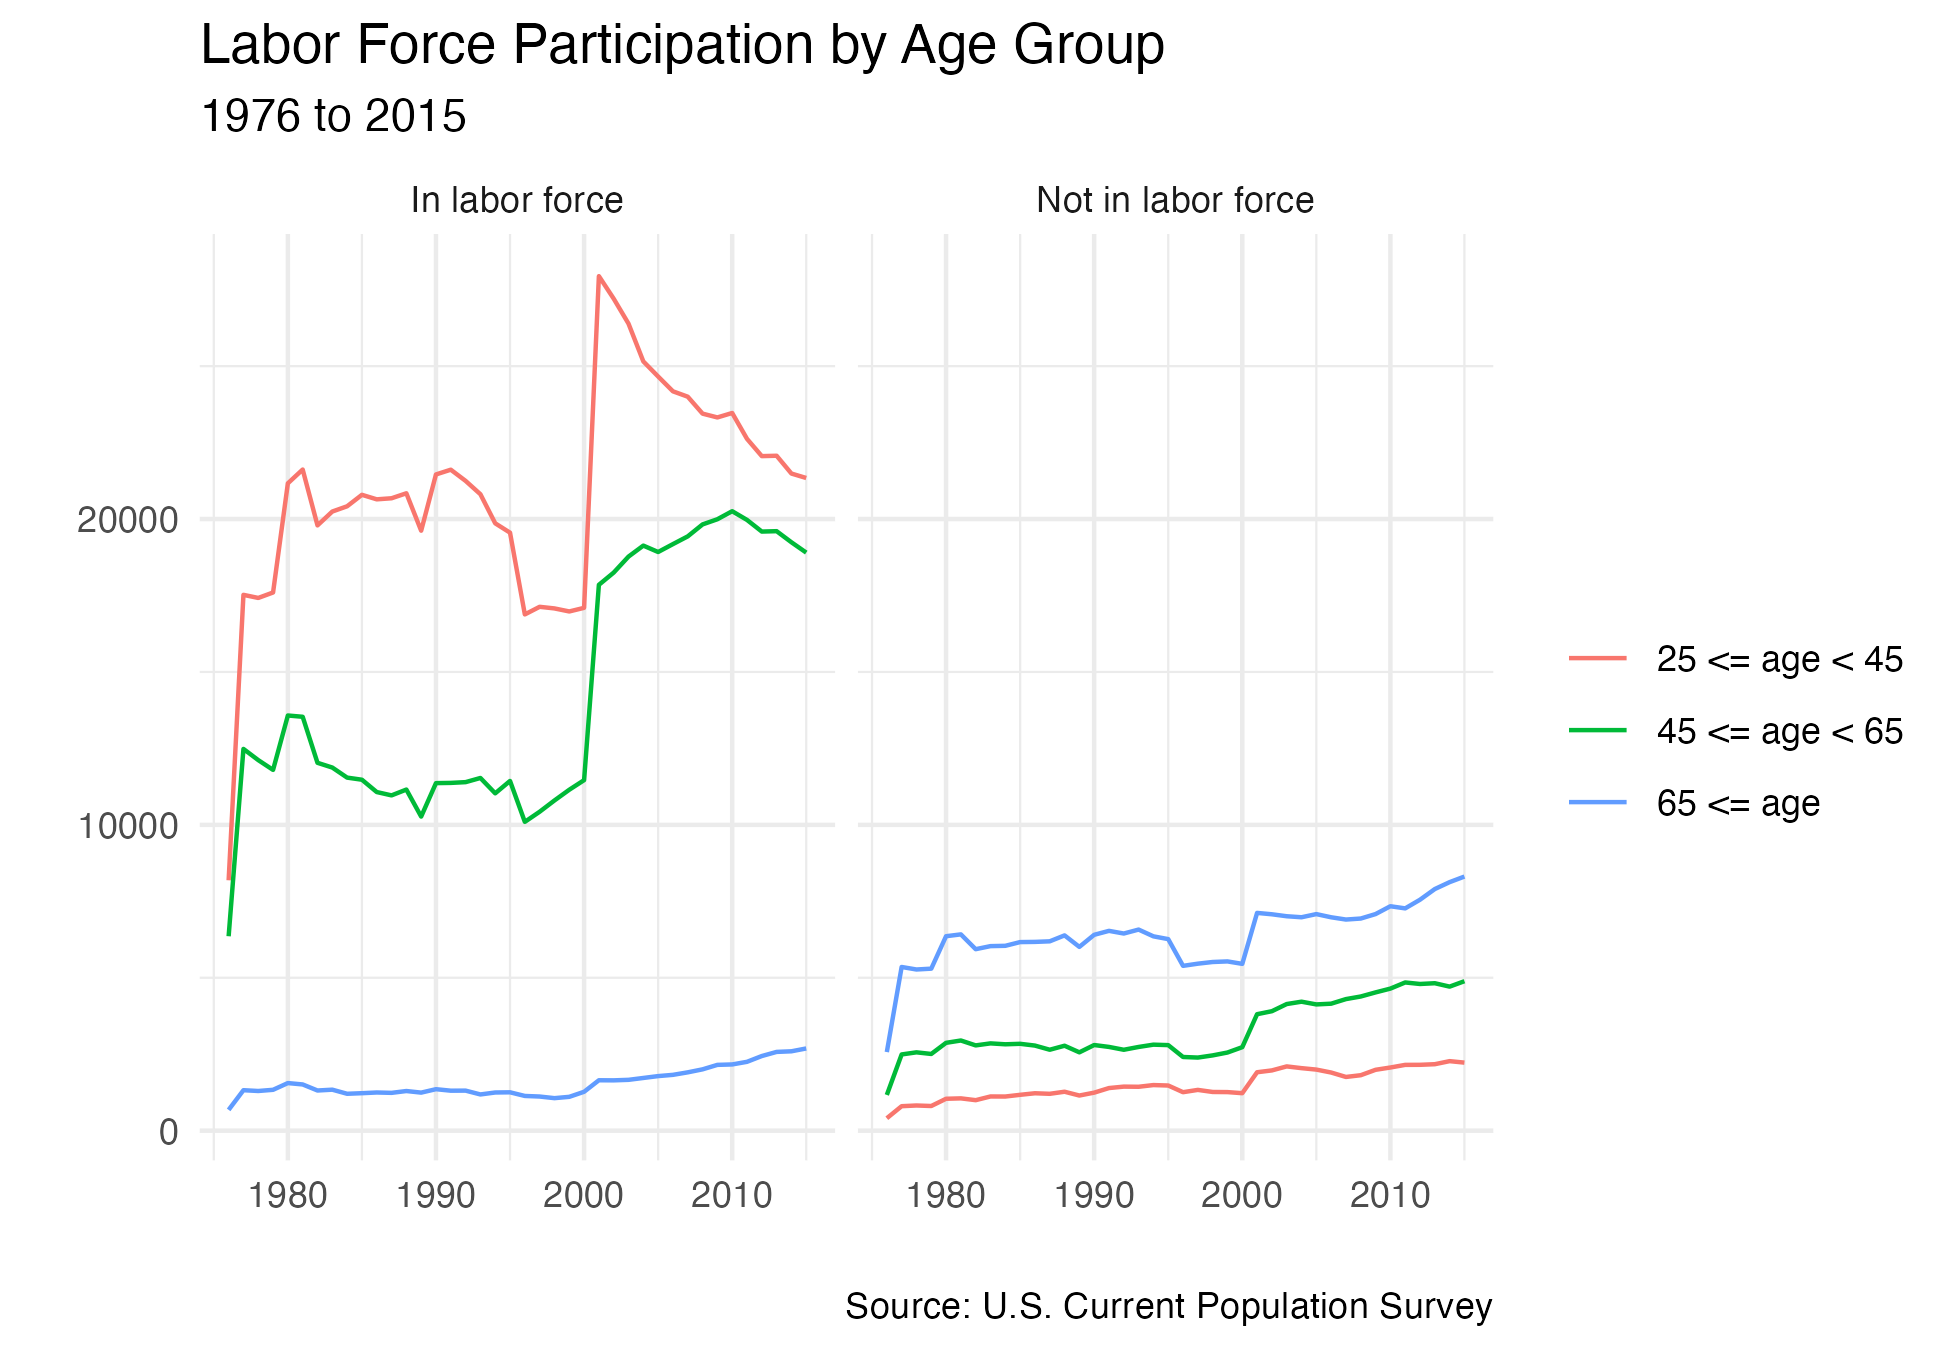 Labor Force Participation by Age Group
1976 to 2015
In labor force
Not in labor force
20000
10000
0
1980 1990 2000 2010
1980 1990 2000 2010
25 <= age < 45
45 <= age < 65
65 <= age
Source: U.S. Current Population Survey